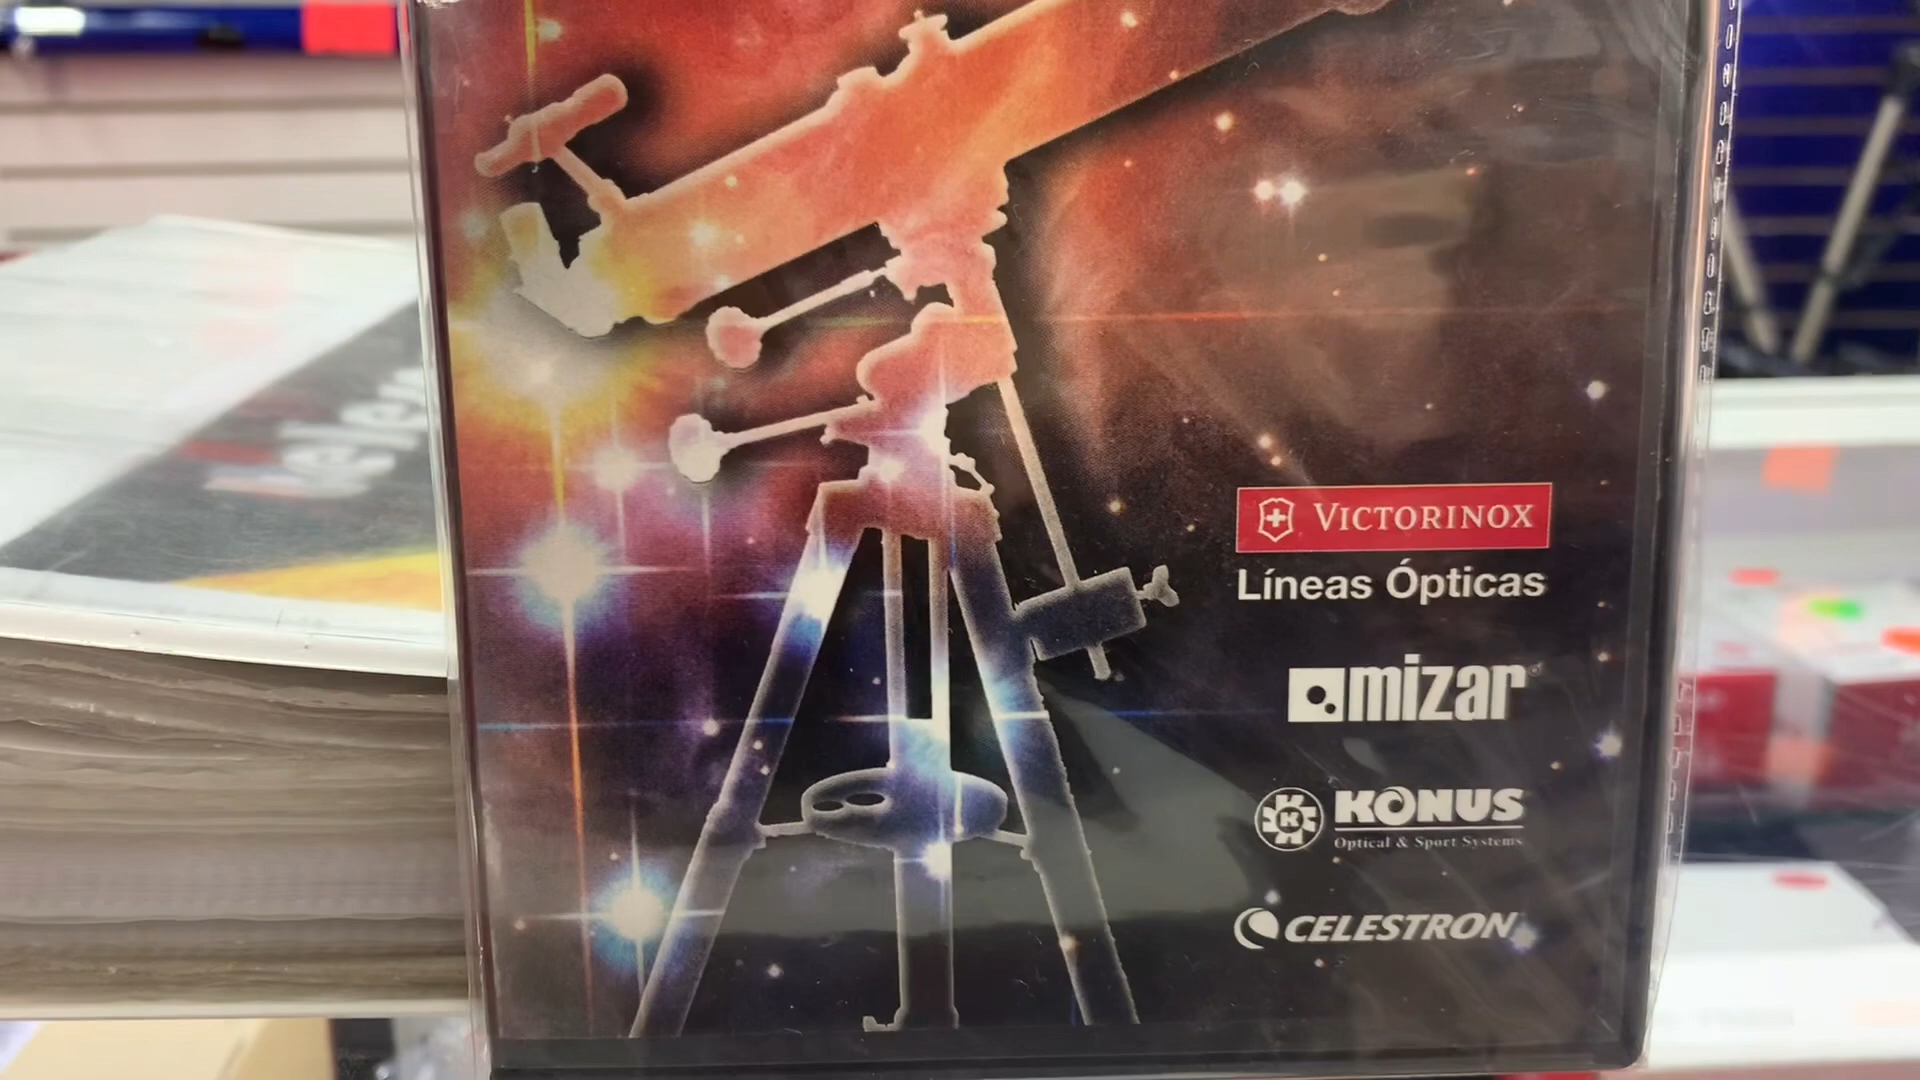 VICTORINOX
Líneas Ópticas
mizar
KONUS
Optical & Sport Systems
CELESTRON